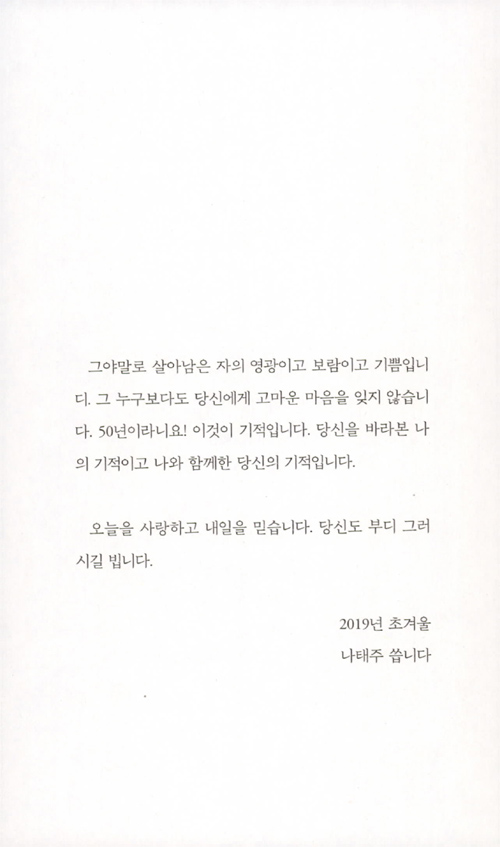 그야말로 살아남은 자의 영광이고 보람이고 기쁨입니
디. 그 누구보다도 당신에게 고마운 마음을 잊지 않습니
다. 50년이라니요! 이것이 기적입니다. 당신을 바라본 나
의 기적이고 나와 함께한 당신의 기적입니다.
오늘을 사랑하고 내일을 믿습니다. 당신도 부디 그러
시길 빕니다.
2019년 초겨울
나태주 씁니다